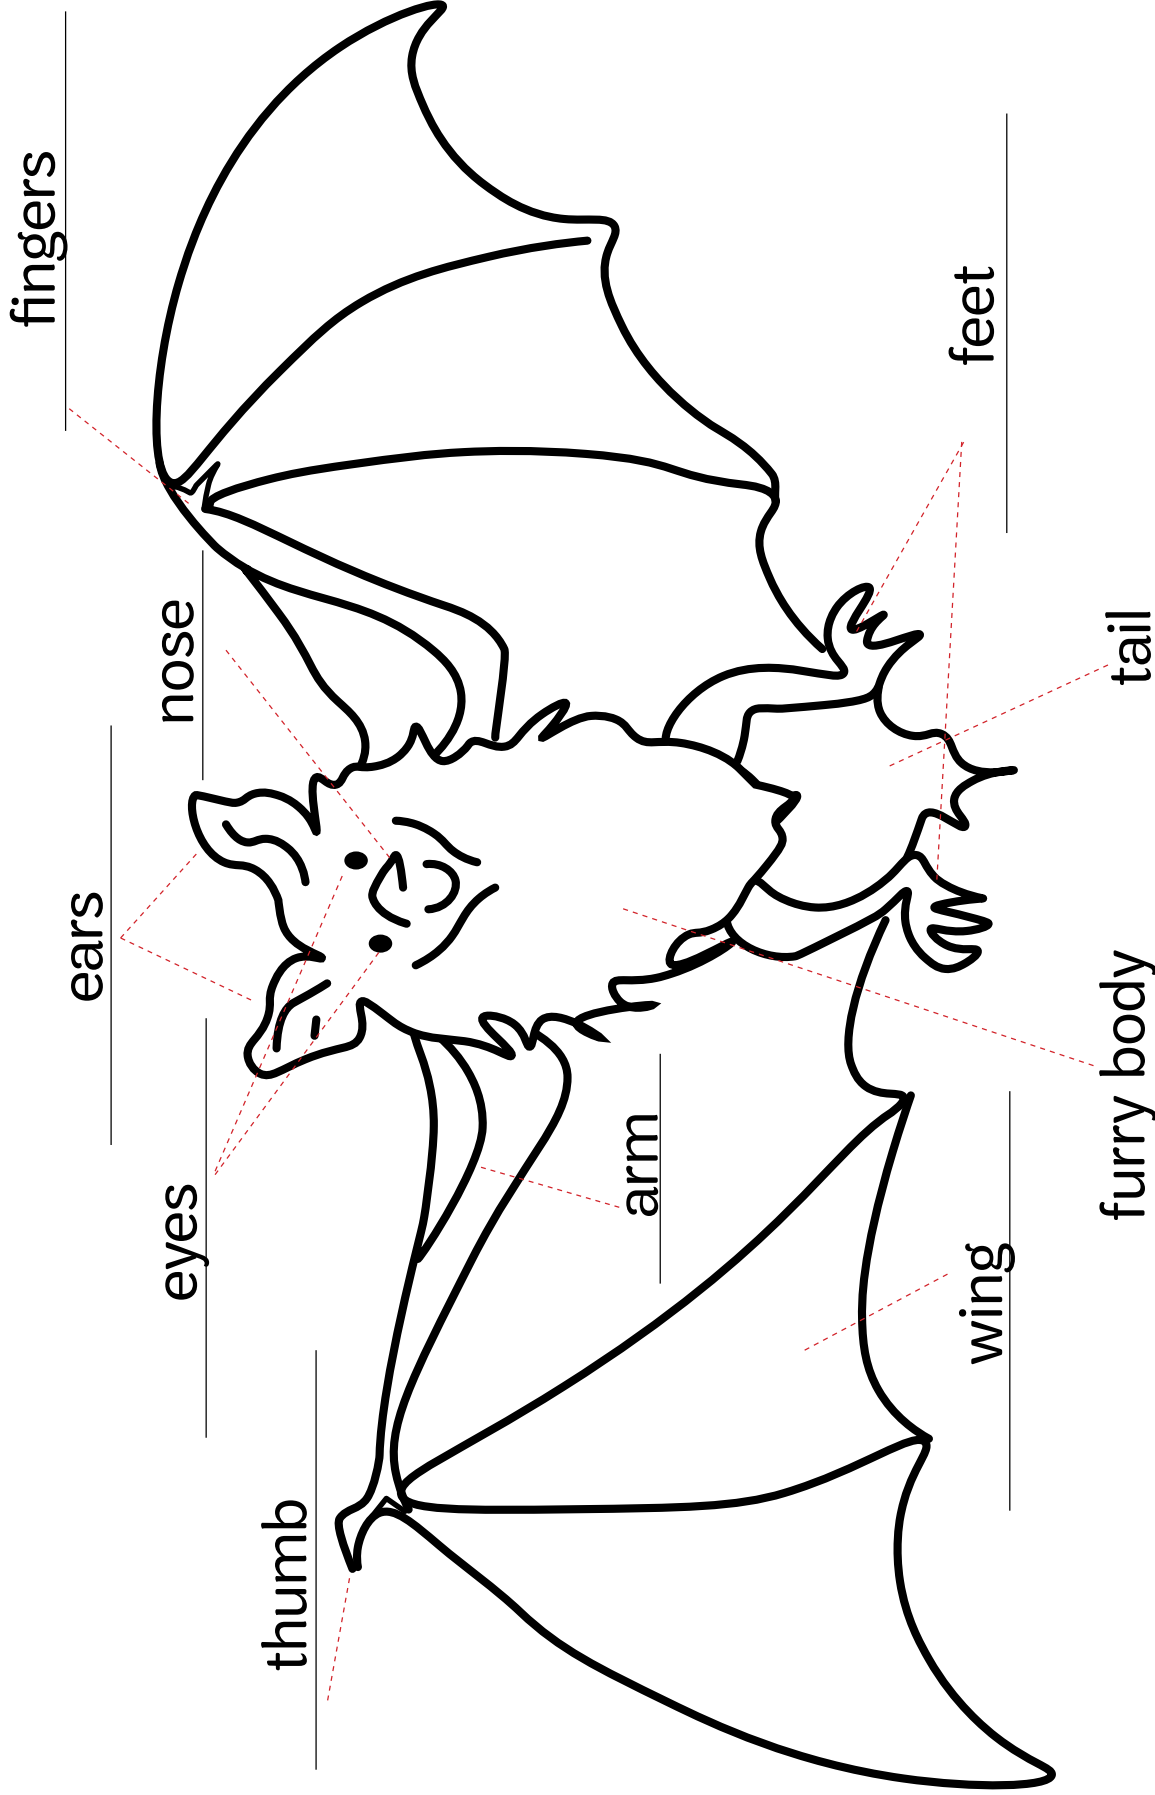 fingers
ears
eyes
nose
thumb
arm
wing
feet
furry body
tail